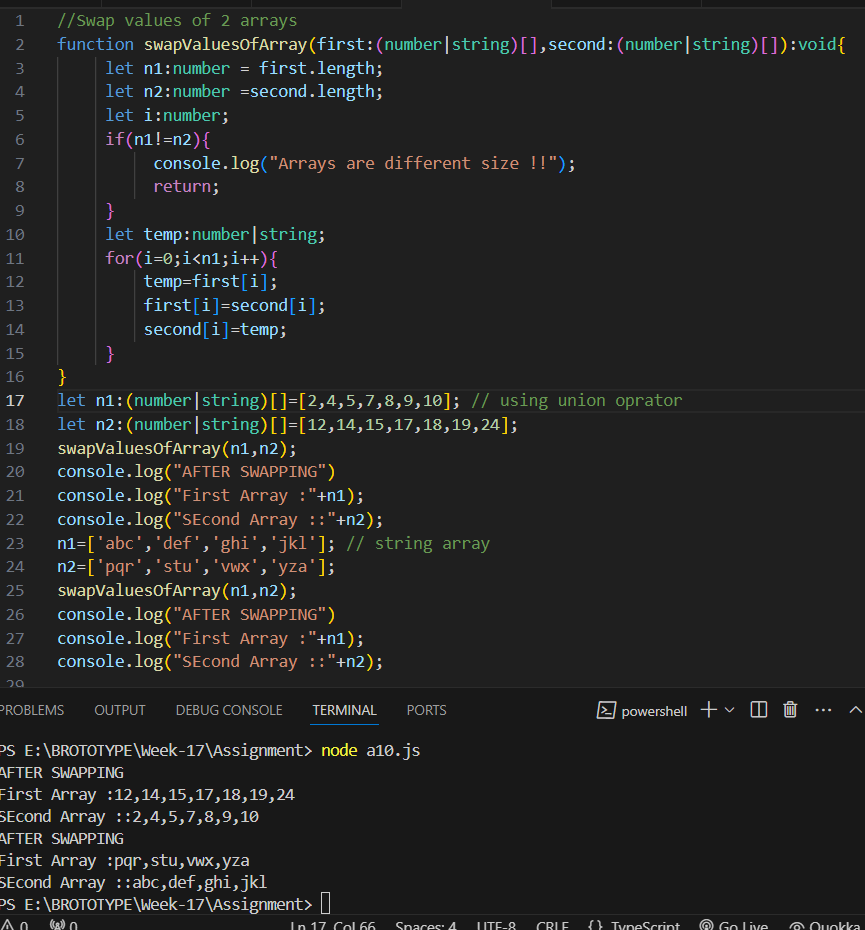 1 //Swap values of 2 arrays
2 function swapValuesOfArray(first:(number|string)[],second:(number|string)[]):void{
3 let n1:number = first.length;
4 let n2:number =second.length;
5 let i:number;
6 if(n1!=n2){
7 console.log("Arrays are different size !!");
8 return;
9 }
10 let temp:number|string;
11 for(i=0;i<n1;i++){
12 temp=first[i];
13 first[i]=second[i];
14 second[i]=temp;
15 }
16 }
17 let n1:(number|string)[]=[2,4,5,7,8,9,10]; // using union oprator
18 let n2:(number|string)[]=[12,14,15,17,18,19,24];
19 swapValuesOfArray(n1,n2);
20 console.log("AFTER SWAPPING")
21 console.log("First Array :"+n1);
22 console.log("SEcond Array ::"+n2);
23 n1=['abc','def','ghi','jkl']; // string array
24 n2=['pqr','stu','vwx','yza'];
25 swapValuesOfArray(n1,n2);
26 console.log("AFTER SWAPPING")
27 console.log("First Array :"+n1);
28 console.log("SEcond Array ::"+n2);
29
PROBLEMS OUTPUT DEBUG CONSOLE TERMINAL PORTS powershell
PS E:\BROTOTYPE\Week-17\Assignment> node a10.js
AFTER SWAPPING
First Array :12,14,15,17,18,19,24
SEcond Array ::2,4,5,7,8,9,10
AFTER SWAPPING
First Array :pqr,stu,vwx,yza
SEcond Array ::abc,def,ghi,jkl
PS E:\BROTOTYPE\Week-17\Assignment>
0 0 Ln 17, Col 66 Spaces: 4 UTF-8 CRLF {} TypeScript Go Live Quokka